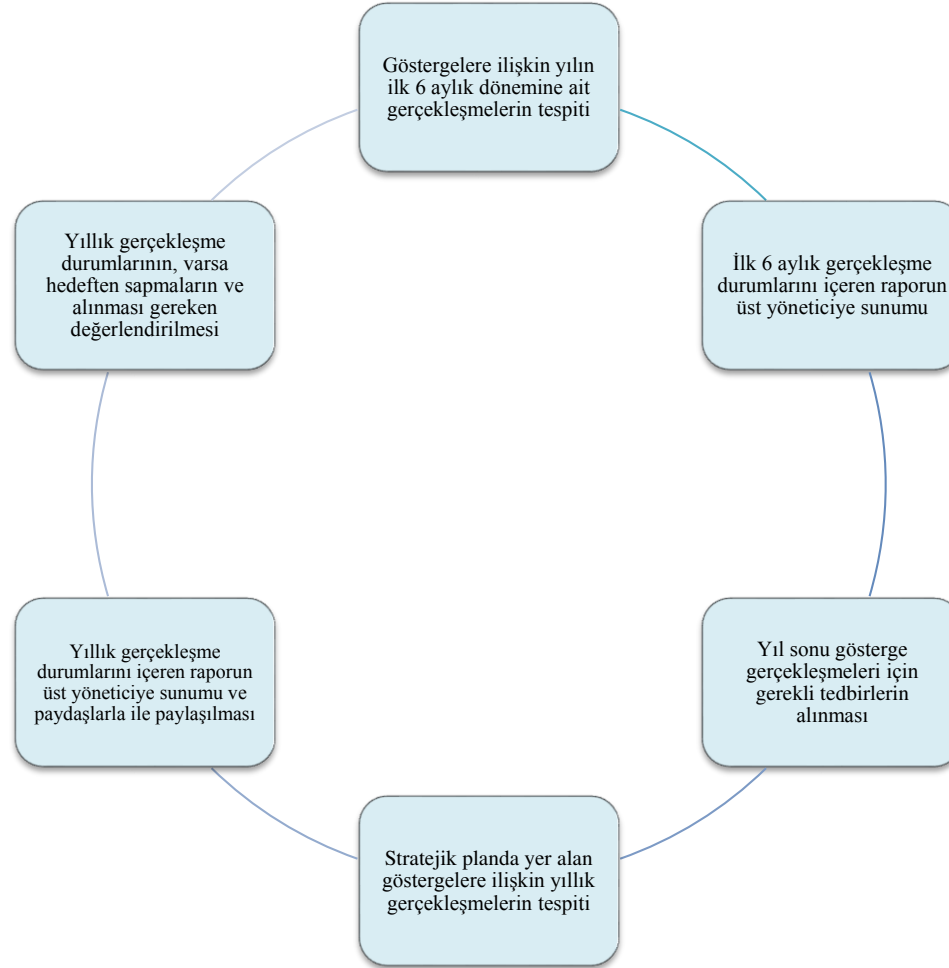 Göstergelere ilişkin yılın
ilk 6 aylık dönemine ait
gerçekleşmelerin tespiti
İlk 6 aylık gerçekleşme
durumlarını içeren raporun
üst yöneticiye sunumu
Yıl sonu gösterge
gerçekleşmeleri için
gerekli tedbirlerin
alınması
Stratejik planda yer alan
göstergelere ilişkin yıllık
gerçekleşmelerin tespiti
Yıllık gerçekleşme
durumlarını içeren raporun
üst yöneticiye sunumu ve
paydaşlarla ile paylaşılması
Yıllık gerçekleşme
durumlarının, varsa
hedeften sapmaların ve
alınması gereken
değerlendirilmesi